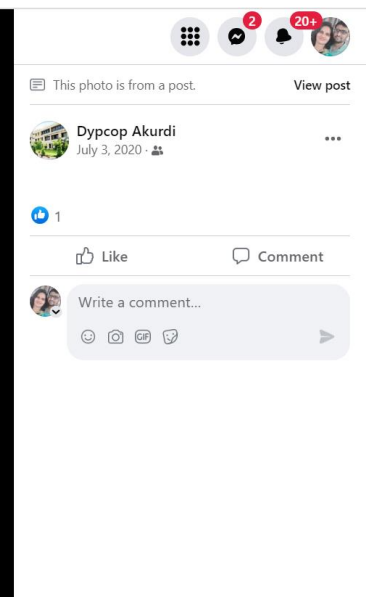 2
20+
This photo is from a post. View post
Dypcop Akurdi
July 3, 2020 ·
1
Like Comment
Write a comment...
GIF